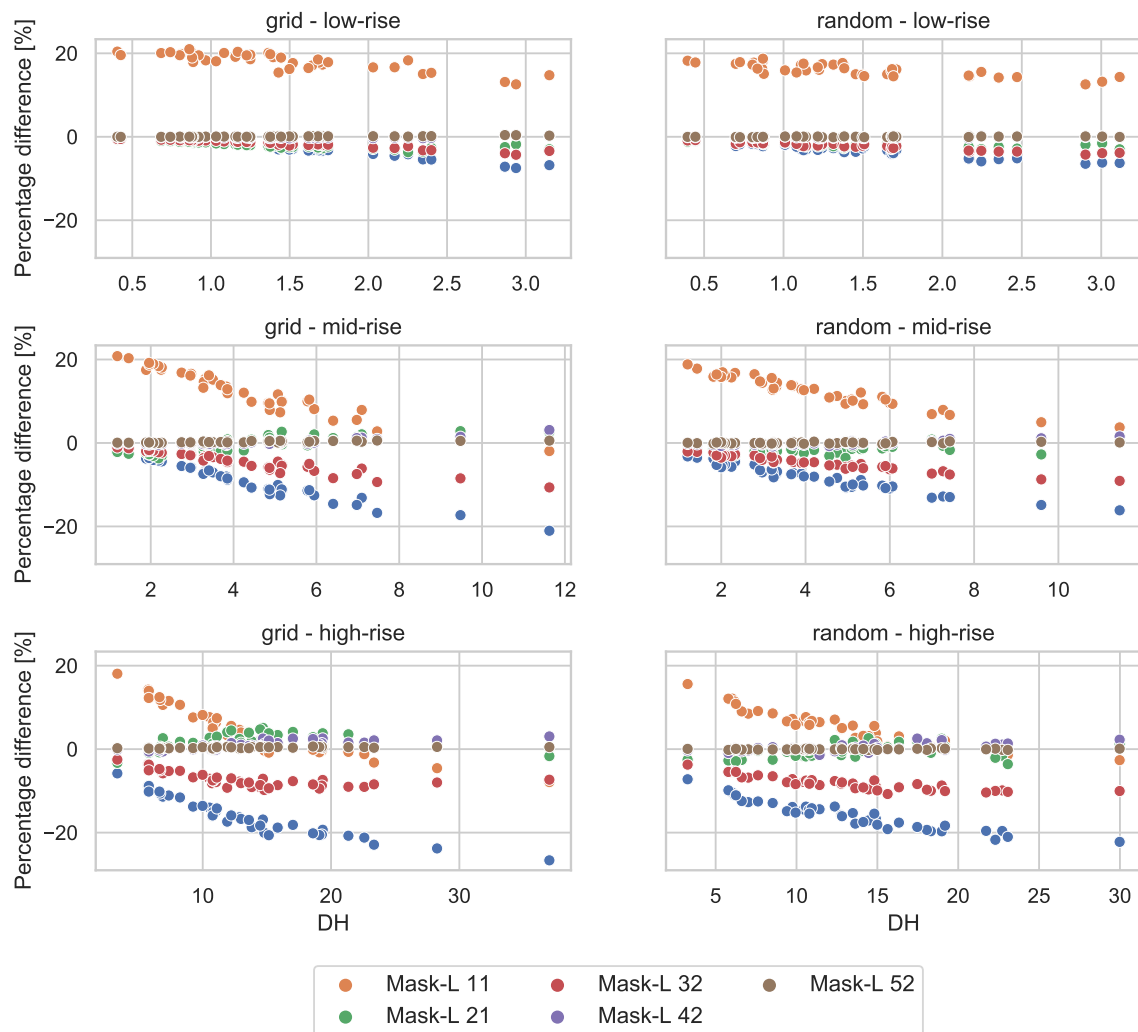 grid - low-rise
random - low-rise
Percentage difference [%]
20
0
−20
0.5 1.0 1.5 2.0 2.5 3.0
0.5 1.0 1.5 2.0 2.5 3.0
grid - mid-rise
random - mid-rise
Percentage difference [%]
20
0
−20
2 4 6 8 10 12
2 4 6 8 10
grid - high-rise
random - high-rise
Percentage difference [%]
20
0
−20
10 20 30
5 10 15 20 25 30
DH
DH
Mask-L 11 Mask-L 32 Mask-L 52
Mask-L 21 Mask-L 42